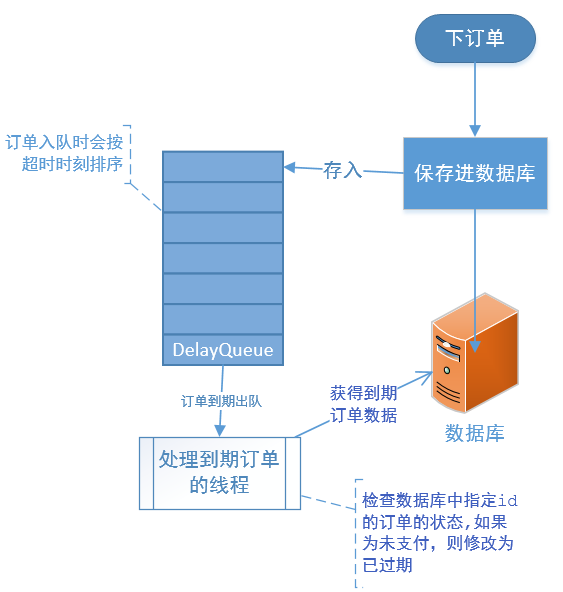 下订单
订单入队时会按
超时时刻排序
存入
保存进数据库
DelayQueue
订单到期出队
获得到期
订单数据
数据库
处理到期订单
的线程
检查数据库中指定id
的订单的状态,如果
为未支付，则修改为
已过期